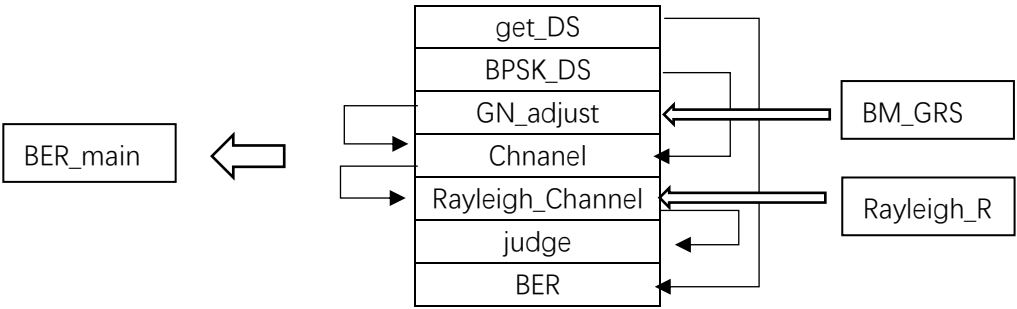 get_DS
BPSK_DS
GN_adjust
BM_GRS
BER_main
Chnanel
Rayleigh_Channel
Rayleigh_R
judge
BER